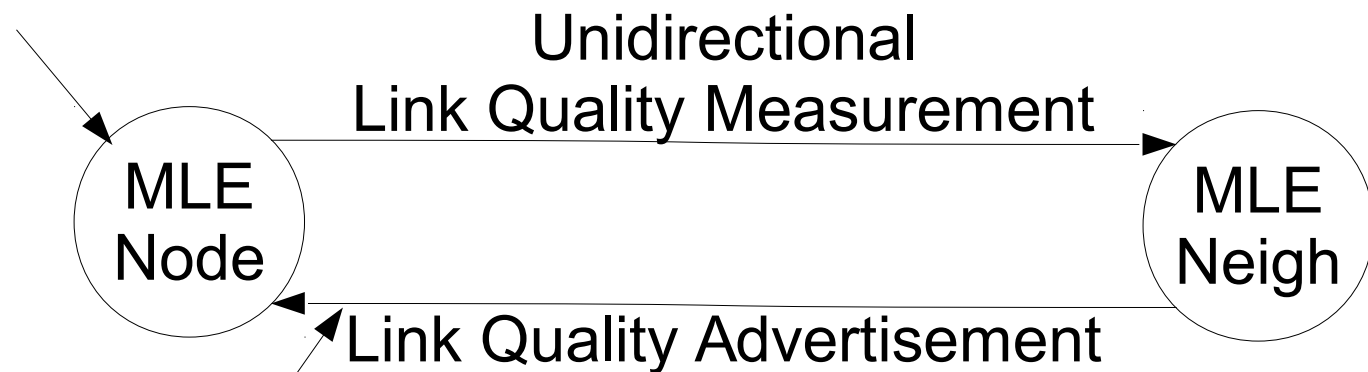 Unidirectional
Link Quality Measurement
MLE
Node
MLE
Neigh
Link Quality Advertisement